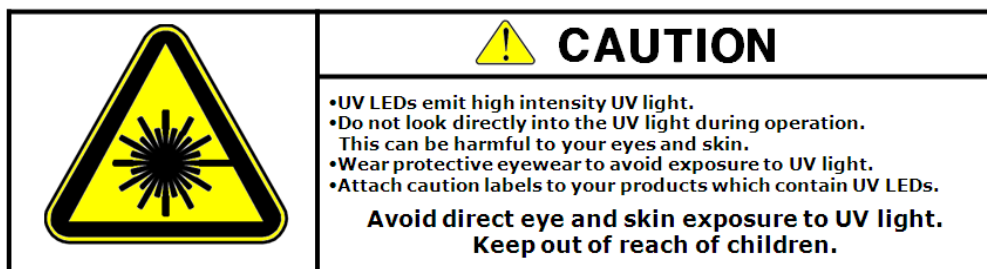 ! CAUTION
•UV LEDs emit high intensity UV light.
•Do not look directly into the UV light during operation.
This can be harmful to your eyes and skin.
•Wear protective eyewear to avoid exposure to UV light.
•Attach caution labels to your products which contain UV LEDs.
Avoid direct eye and skin exposure to UV light.
Keep out of reach of children.